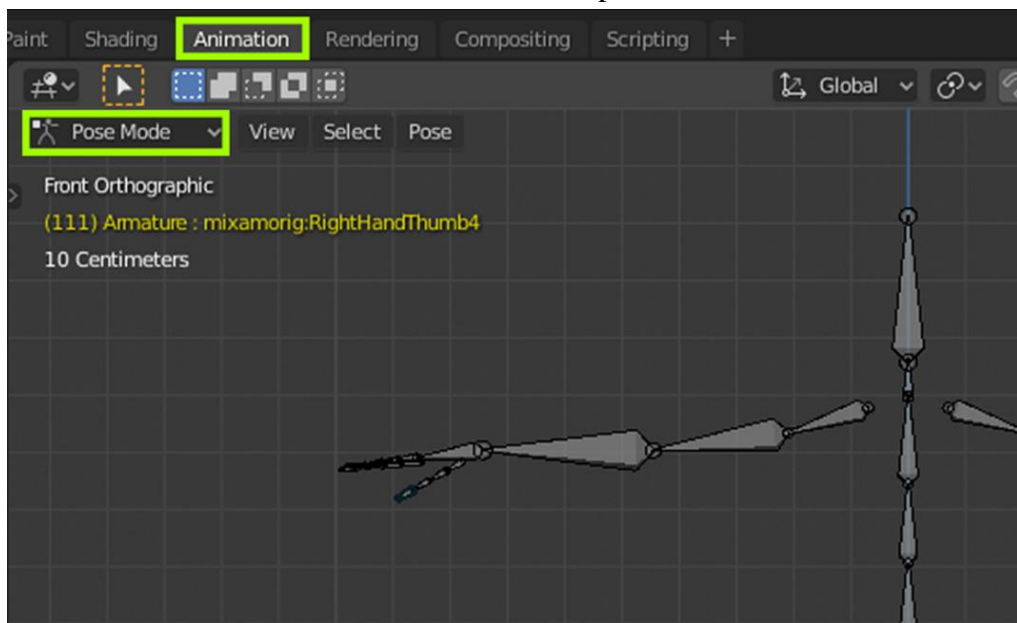 Paint Shading Animation Rendering Compositing Scripting +
Global
Pose Mode View Select Pose
Front Orthographic
(111) Armature : mixamorig:RightHandThumb4
10 Centimeters